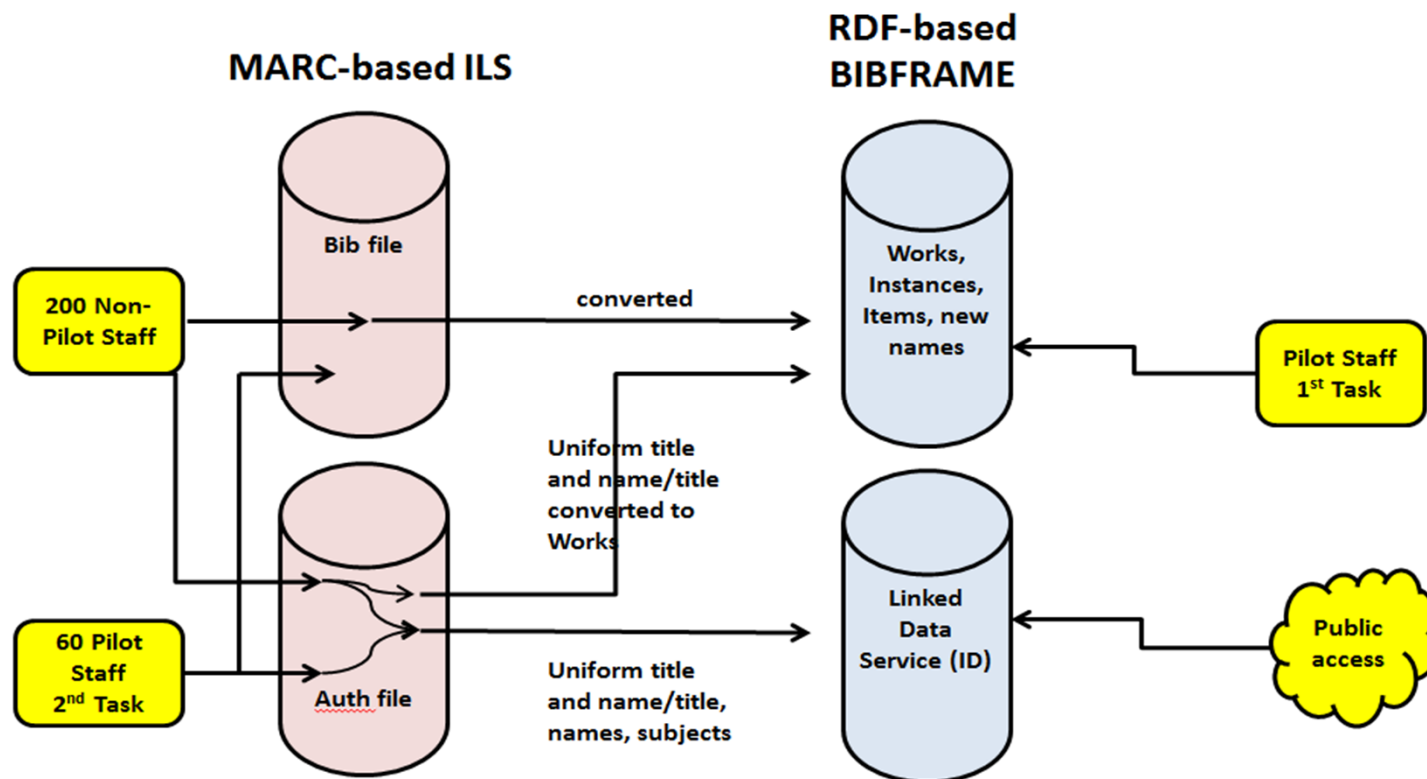 MARC-based ILS
RDF-based
BIBFRAME
Bib file
200 Non-
Pilot Staff
converted
Works,
Instances,
Items, new
names
Pilot Staff
1st Task
Uniform title
and name/title
converted to
Works
60 Pilot
Staff
2nd Task
Auth file
Uniform title
and name/title,
names, subjects
Linked
Data
Service (ID)
Public
access